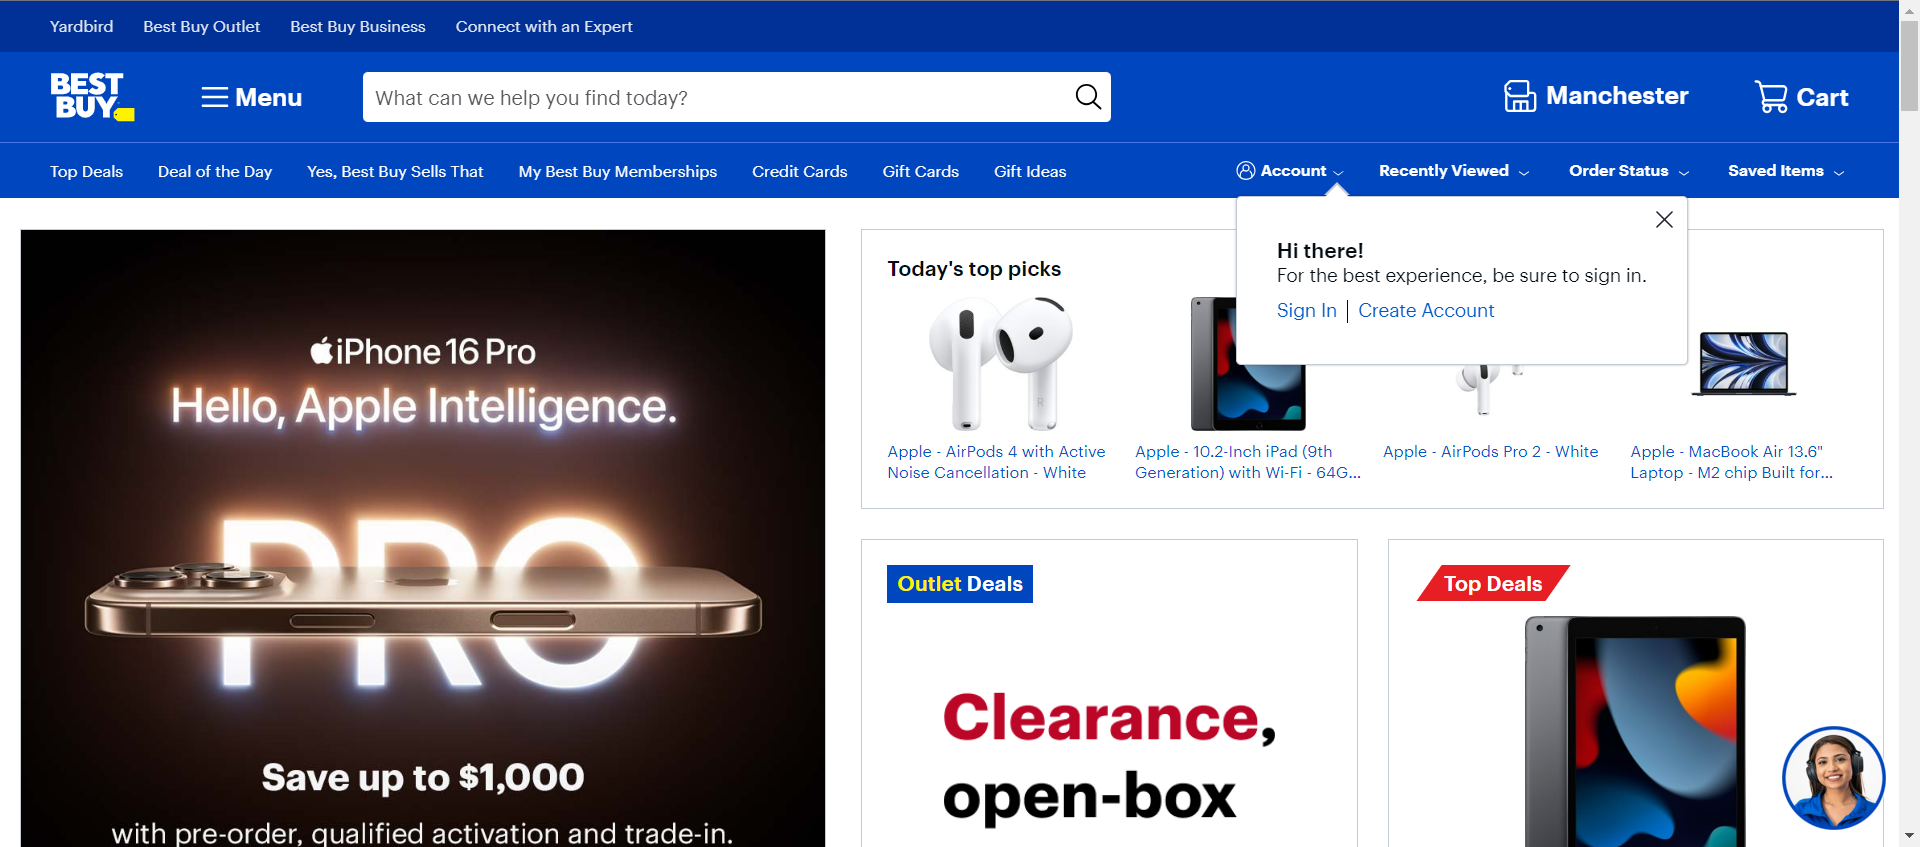 Yardbird
Best Buy Outlet
Best Buy Business
Connect with an Expert
BEST
BUY
Menu
What can we help you find today?
Manchester
Cart
Top Deals
Deal of the Day
Yes, Best Buy Sells That
My Best Buy Memberships
Credit Cards
Gift Cards
Gift Ideas
Account
Recently Viewed
Order Status
Saved Items
Hi there!
For the best experience, be sure to sign in.
Sign In | Create Account
iPhone 16 Pro
Hello, Apple Intelligence.
PRO
Save up to $1,000
with pre-order, qualified activation and trade-in.
Today's top picks
R
Apple - AirPods 4 with Active
Noise Cancellation - White
Apple - 10.2-Inch iPad (9th
Generation) with Wi-Fi - 64G...
Apple - AirPods Pro 2 - White
Apple - MacBook Air 13.6"
Laptop - M2 chip Built for...
Outlet Deals
Clearance,
open-box
Top Deals